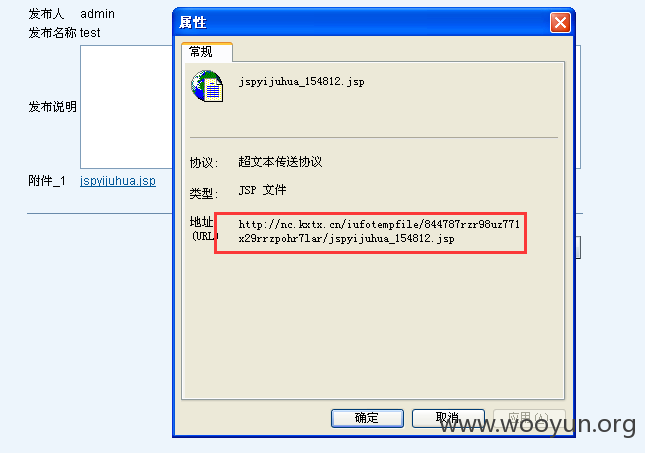 发布人 admin
发布名称 test
发布说明
附件_1 jspyijuhua.jsp
属性
常规
jspyijuhua_154812.jsp
协议: 超文本传送协议
类型: JSP 文件
地址 (URL) http://nc.kxtx.cn/iufotempfile/844787rzr98uz771
x29rrzpohr7lar/jspyijuhua_154812.jsp
确定 取消 应用(A)
www.wooyun.org